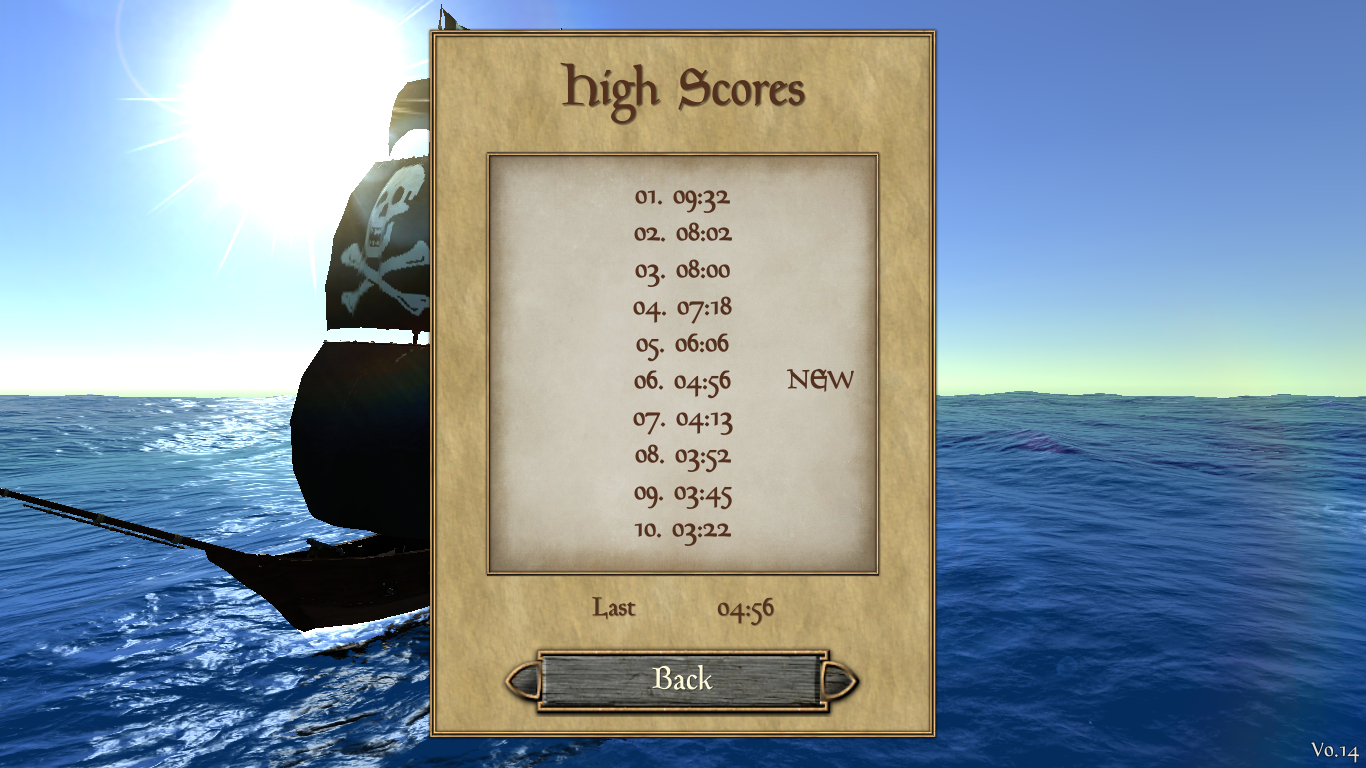 High Scores
01. 09:32
02. 08:02
03. 08:00
04. 07:18
05. 06:06
06. 04:56 NEW
07. 04:13
08. 03:52
09. 03:45
10. 03:22
Last 04:56
Back
V0.14